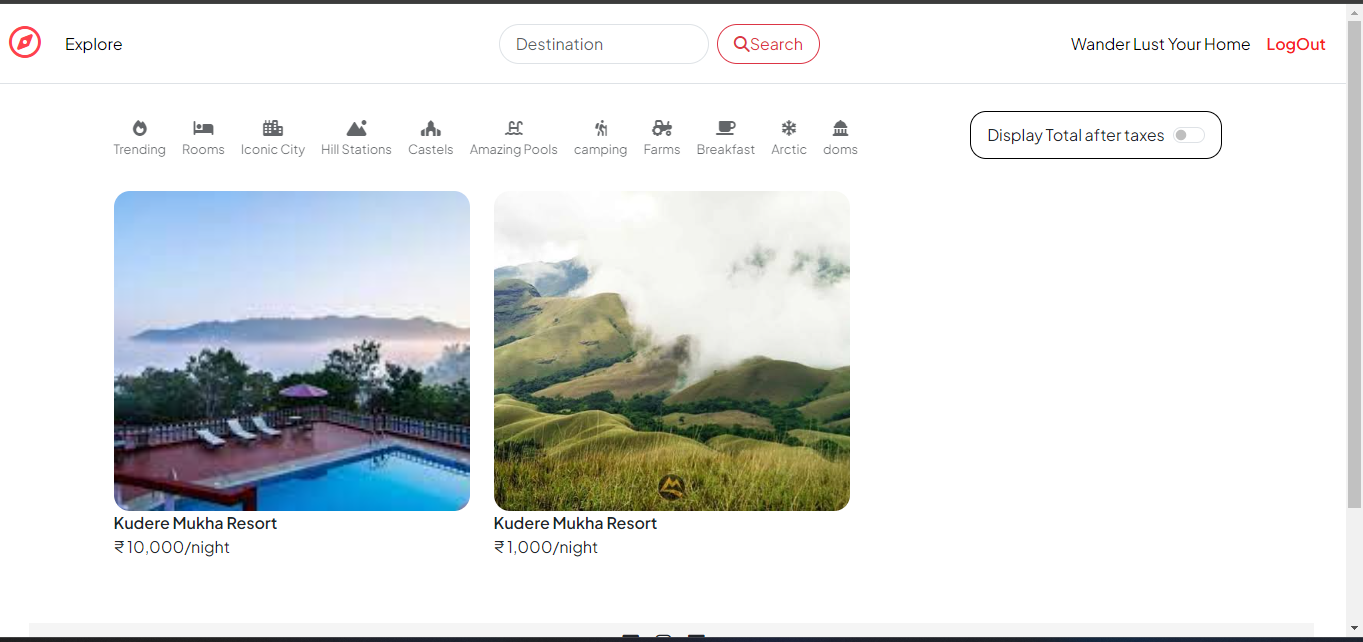 Explore
Destination
Search
Wander Lust Your Home
LogOut
Trending
Rooms
Iconic City
Hill Stations
Castels
Amazing Pools
camping
Farms
Breakfast
Arctic
doms
Display Total after taxes
Kudere Mukha Resort
₹10,000/night
Kudere Mukha Resort
₹1,000/night